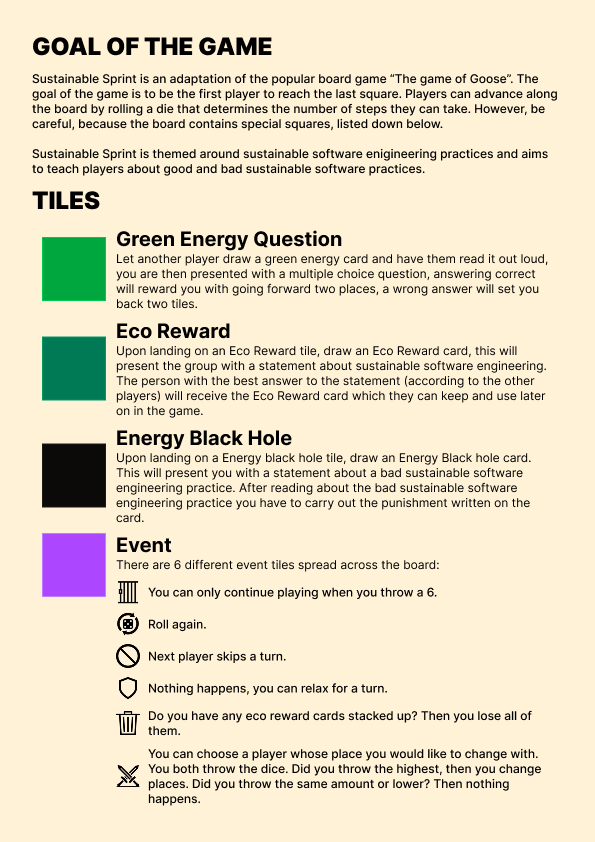 GOAL OF THE GAME
Sustainable Sprint is an adaptation of the popular board game “The game of Goose”. The
goal of the game is to be the first player to reach the last square. Players can advance along
the board by rolling a die that determines the number of steps they can take. However, be
careful, because the board contains special squares, listed down below.
Sustainable Sprint is themed around sustainable software enigineering practices and aims
to teach players about good and bad sustainable software practices.
TILES
Green Energy Question
Let another player draw a green energy card and have them read it out loud,
you are then presented with a multiple choice question, answering correct
will reward you with going forward two places, a wrong answer will set you
back two tiles.
Eco Reward
Upon landing on an Eco Reward tile, draw an Eco Reward card, this will
present the group with a statement about sustainable software engineering.
The person with the best answer to the statement (according to the other
players) will receive the Eco Reward card which they can keep and use later
on in the game.
Energy Black Hole
Upon landing on a Energy black hole tile, draw an Energy Black hole card.
This will present you with a statement about a bad sustainable software
engineering practice. After reading about the bad sustainable software
engineering practice you have to carry out the punishment written on the
card.
Event
There are 6 different event tiles spread across the board:
You can only continue playing when you throw a 6.
Roll again.
Next player skips a turn.
Nothing happens, you can relax for a turn.
Do you have any eco reward cards stacked up? Then you lose all of
them.
You can choose a player whose place you would like to change with.
You both throw the dice. Did you throw the highest, then you change
places. Did you throw the same amount or lower? Then nothing
happens.